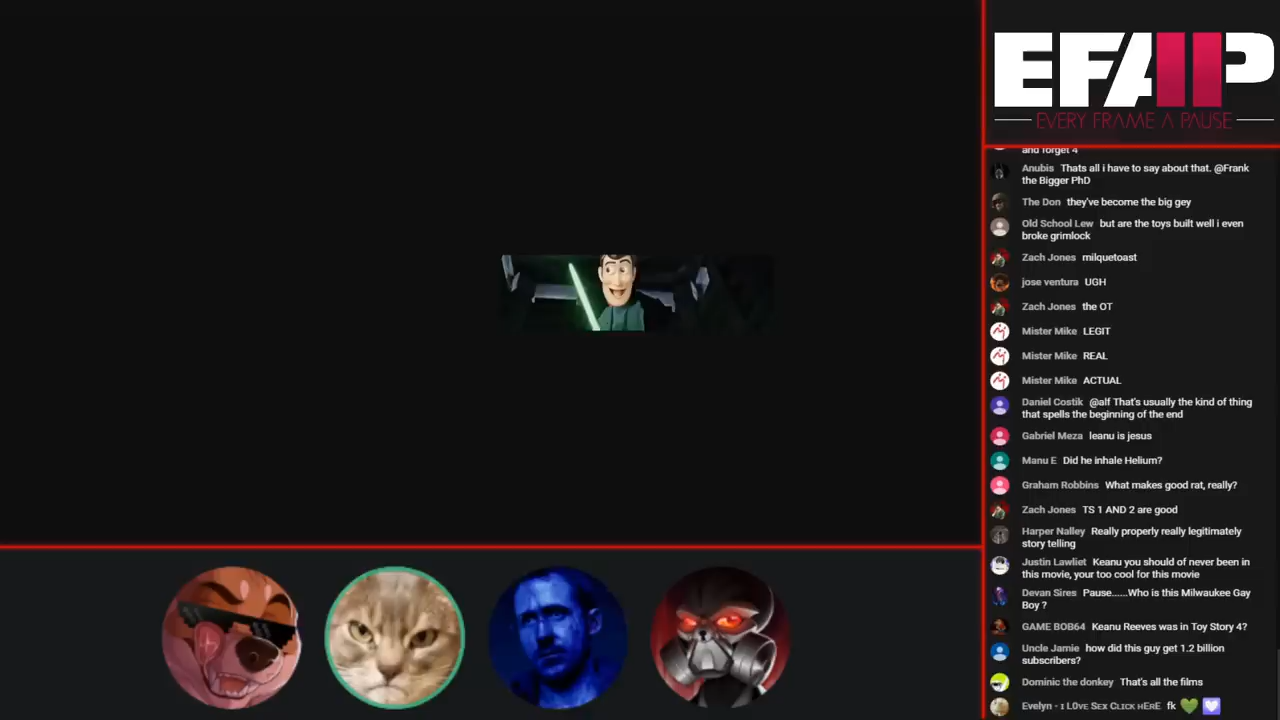 EFAP
EVERY FRAME A PAUSE
and forget 4
Anubis Thats all i have to say about that. @Frank
the Bigger PhD
The Don they've become the big gey
Old School Lew but are the toys built well i even
broke grimlock
Zach Jones milquetoast
jose ventura UGH
Zach Jones the OT
Mister Mike LEGIT
Mister Mike REAL
Mister Mike ACTUAL
Daniel Costik @alf That's usually the kind of thing
that spells the beginning of the end
Gabriel Meza leanu is jesus
Manu E Did he inhale Helium?
Graham Robbins What makes good rat, really?
Zach Jones TS 1 AND 2 are good
Harper Nalley Really properly really legitimately
story telling
Justin Lawliet Keanu you should of never been in
this movie, your too cool for this movie
Devan Sires Pause......Who is this Milwaukee Gay
Boy ?
GAME BOB64 Keanu Reeves was in Toy Story 4?
Uncle Jamie how did this guy get 1.2 billion
subscribers?
Dominic the donkey That's all the films
Evelyn - ɪ L0ᴠᴇ Sᴇx Cʟɪᴄᴋ ʜEʀE fk 💚 💟